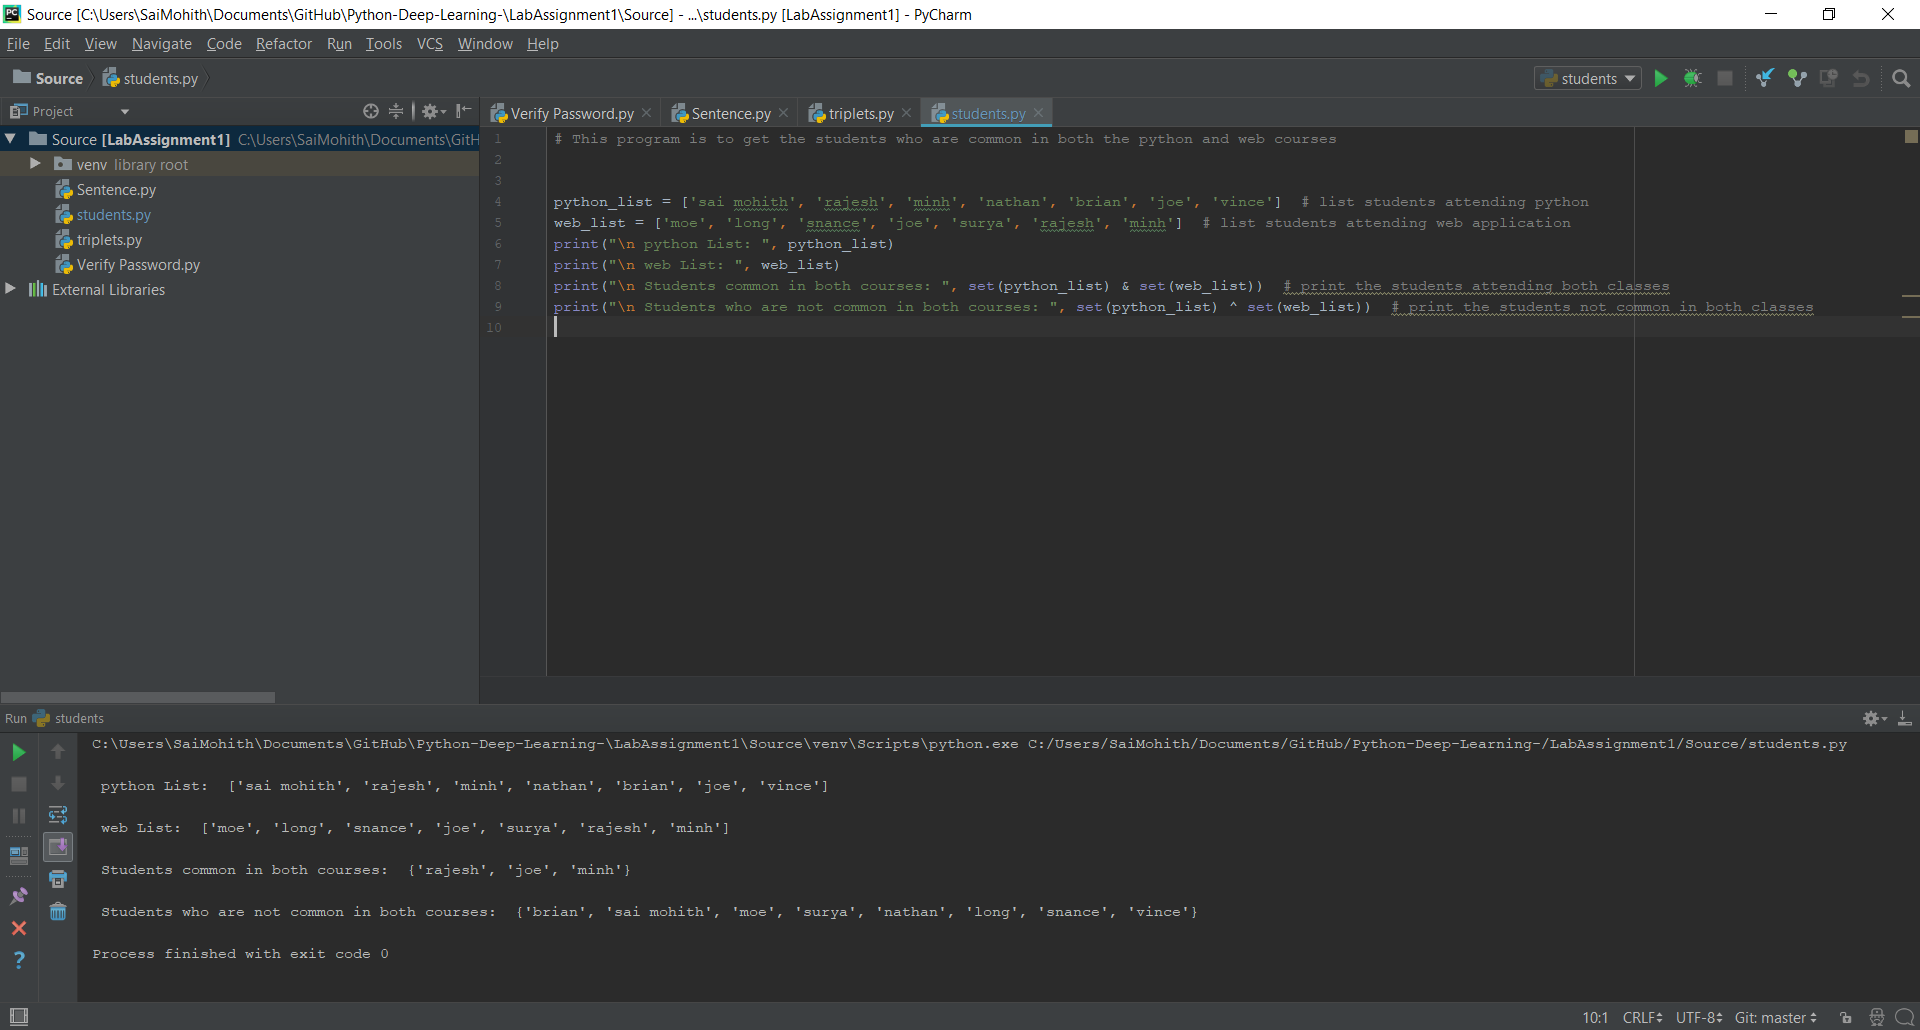 Source [C:\Users\SaiMohith\Documents\GitHub\Python-Deep-Learning-\LabAssignment1\Source] - ...\students.py [LabAssignment1] - PyCharm
File Edit View Navigate Code Refactor Run Tools VCS Window Help
Source students.py students
Project
Verify Password.py Sentence.py triplets.py students.py
Source [LabAssignment1] C:\Users\SaiMohith\Documents\GitH
venv library root
Sentence.py
students.py
triplets.py
Verify Password.py
External Libraries
1 # This program is to get the students who are common in both the python and web courses
2
3
4 python_list = ['sai mohith', 'rajesh', 'minh', 'nathan', 'brian', 'joe', 'vince']  # list students attending python
5 web_list = ['moe', 'long', 'snance', 'joe', 'surya', 'rajesh', 'minh']  # list students attending web application
6 print("\n python List: ", python_list)
7 print("\n web List: ", web_list)
8 print("\n Students common in both courses: ", set(python_list) & set(web_list))  # print the students attending both classes
9 print("\n Students who are not common in both courses: ", set(python_list) ^ set(web_list))  # print the students not common in both classes
10
Run students
C:\Users\SaiMohith\Documents\GitHub\Python-Deep-Learning-\LabAssignment1\Source\venv\Scripts\python.exe C:/Users/SaiMohith/Documents/GitHub/Python-Deep-Learning-/LabAssignment1/Source/students.py
python List:  ['sai mohith', 'rajesh', 'minh', 'nathan', 'brian', 'joe', 'vince']
web List:  ['moe', 'long', 'snance', 'joe', 'surya', 'rajesh', 'minh']
Students common in both courses:  {'rajesh', 'joe', 'minh'}
Students who are not common in both courses:  {'brian', 'sai mohith', 'moe', 'surya', 'nathan', 'long', 'snance', 'vince'}
Process finished with exit code 0
10:1 CRLF UTF-8 Git: master